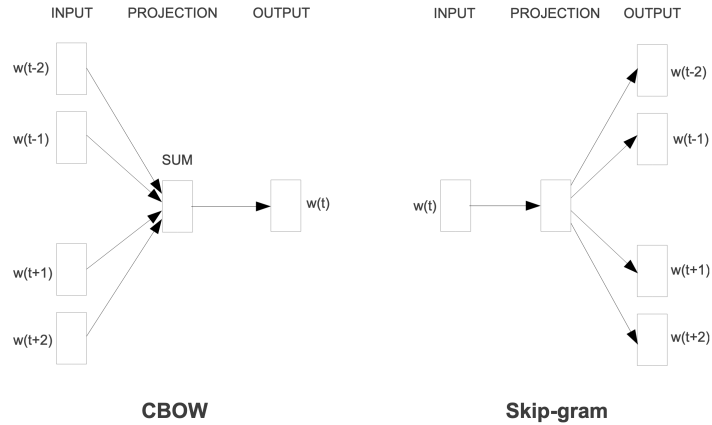 INPUT PROJECTION OUTPUT
w(t-2)
w(t-1)
SUM
w(t)
w(t+1)
w(t+2)
CBOW
INPUT PROJECTION OUTPUT
w(t-2)
w(t-1)
w(t)
w(t+1)
w(t+2)
Skip-gram